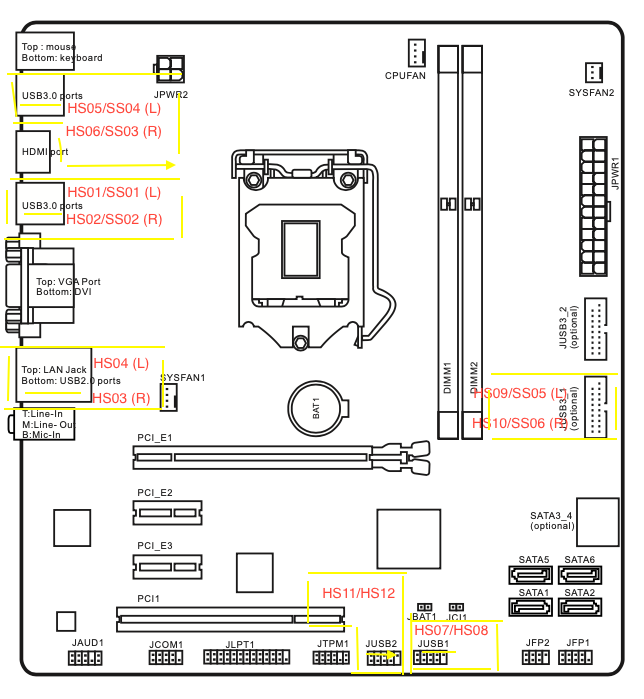 Top : mouse
Bottom: keyboard
JPWR2
CPUFAN
SYSFAN2
USB3.0 ports
HS05/SS04 (L)
HS06/SS03 (R)
HDMI port
JPWR1
HS01/SS01 (L)
USB3.0 ports
HS02/SS02 (R)
Top: VGA Port
Bottom: DVI
JUSB3_2
(optional)
HS04 (L)
Top: LAN Jack
Bottom: USB2.0 ports
HS03 (R)
SYSFAN1
DIMM1
DIMM2
BAT1
HS09/SS05 (L)
JUSB3_1
(optional)
HS10/SS06 (R)
T:Line-In
M:Line- Out
B:Mic-In
PCI_E1
PCI_E2
SATA3_4
(optional)
PCI_E3
SATA5
SATA6
HS11/HS12
PCI1
SATA1
SATA2
JBAT1
JCI1
HS07/HS08
JAUD1
JCOM1
JLPT1
JTPM1
JUSB2
JUSB1
JFP2
JFP1